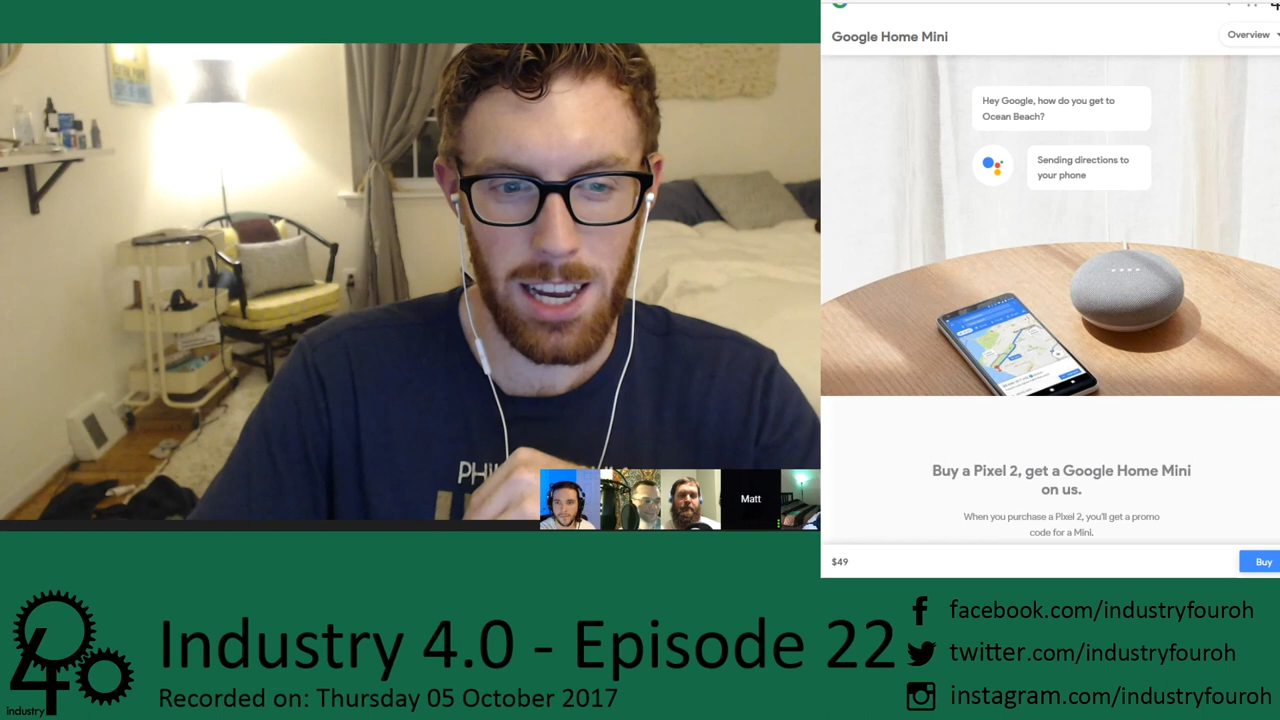 Google Home Mini
Overview
Hey Google, how do you get to
Ocean Beach?
Sending directions to
your phone
Buy a Pixel 2, get a Google Home Mini
on us.
When you purchase a Pixel 2, you'll get a promo
code for a Mini.
$49
Buy
Matt
Industry 4.0 - Episode 22
Recorded on: Thursday 05 October 2017
facebook.com/industryfouroh
twitter.com/industryfouroh
instagram.com/industryfouroh
4.0
industry